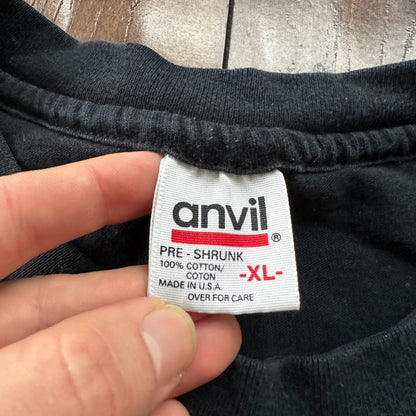 anvil®
PRE - SHRUNK
100% COTTON/
COTON
-XL-
MADE IN U.S.A.
OVER FOR CARE